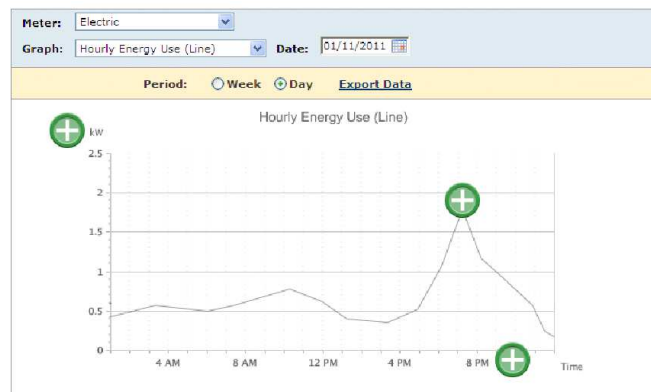 Meter: Electric
Graph: Hourly Energy Use (Line) Date: 01/11/2011
Period: Week Day Export Data
Hourly Energy Use (Line)
kW
2.5
2
1.5
1
0.5
0
4 AM 8 AM 12 PM 4 PM 8 PM Time